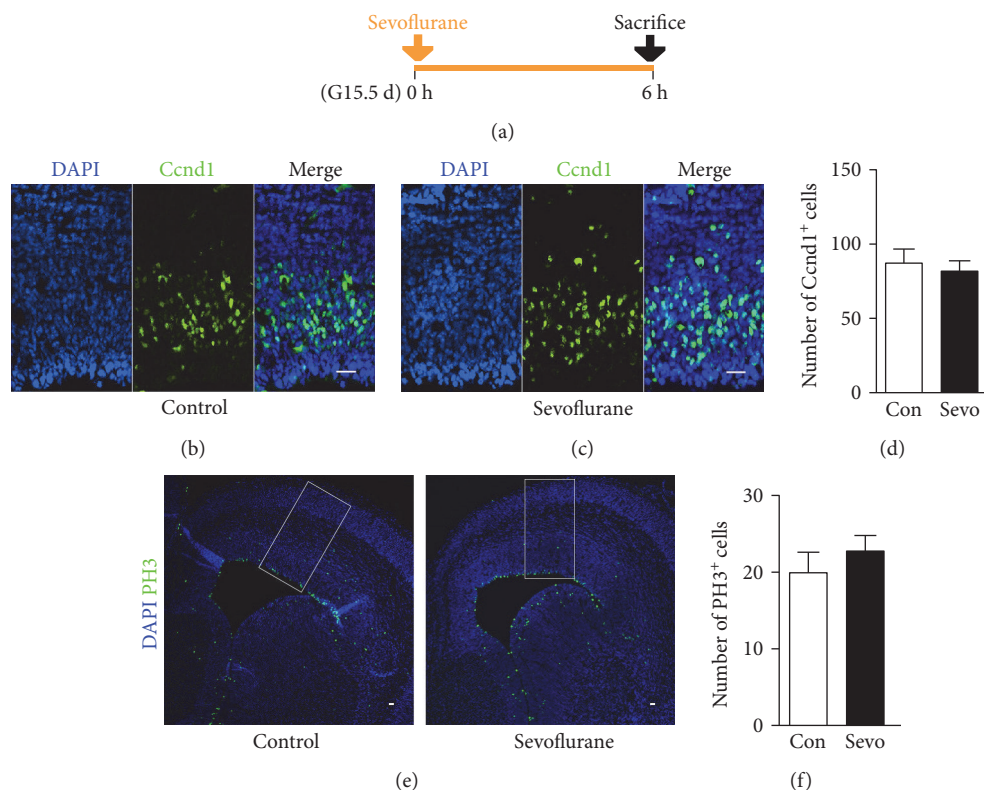 Sevoflurane Sacrifice
(G15.5 d) 0 h 6 h
(a)
DAPI Ccnd1 Merge
Control
(b)
DAPI Ccnd1 Merge
Sevoflurane
(c)
Number of Ccnd1⁺ cells
150
100
50
0
Con Sevo
(d)
DAPI PH3
Control Sevoflurane
(e)
Number of PH3⁺ cells
30
20
10
0
Con Sevo
(f)